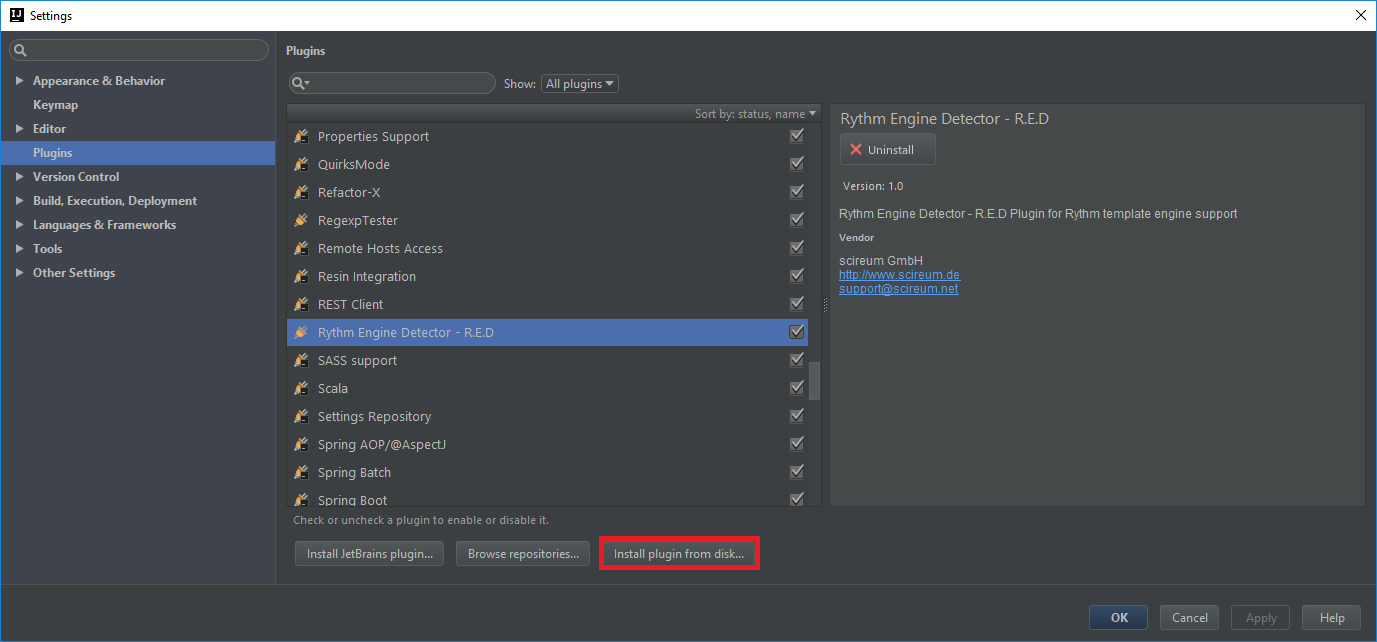 IJ Settings
Appearance & Behavior
Keymap
Editor
Plugins
Version Control
Build, Execution, Deployment
Languages & Frameworks
Tools
Other Settings
Plugins
Show: All plugins
Sort by: status, name
Properties Support
QuirksMode
Refactor-X
RegexpTester
Remote Hosts Access
Resin Integration
REST Client
Rythm Engine Detector - R.E.D
SASS support
Scala
Settings Repository
Spring AOP/@AspectJ
Spring Batch
Spring Boot
Check or uncheck a plugin to enable or disable it.
Install JetBrains plugin... Browse repositories... Install plugin from disk...
Rythm Engine Detector - R.E.D
Uninstall
Version: 1.0
Rythm Engine Detector - R.E.D Plugin for Rythm template engine support
Vendor
scireum GmbH
http://www.scireum.de
support@scireum.net
OK Cancel Apply Help